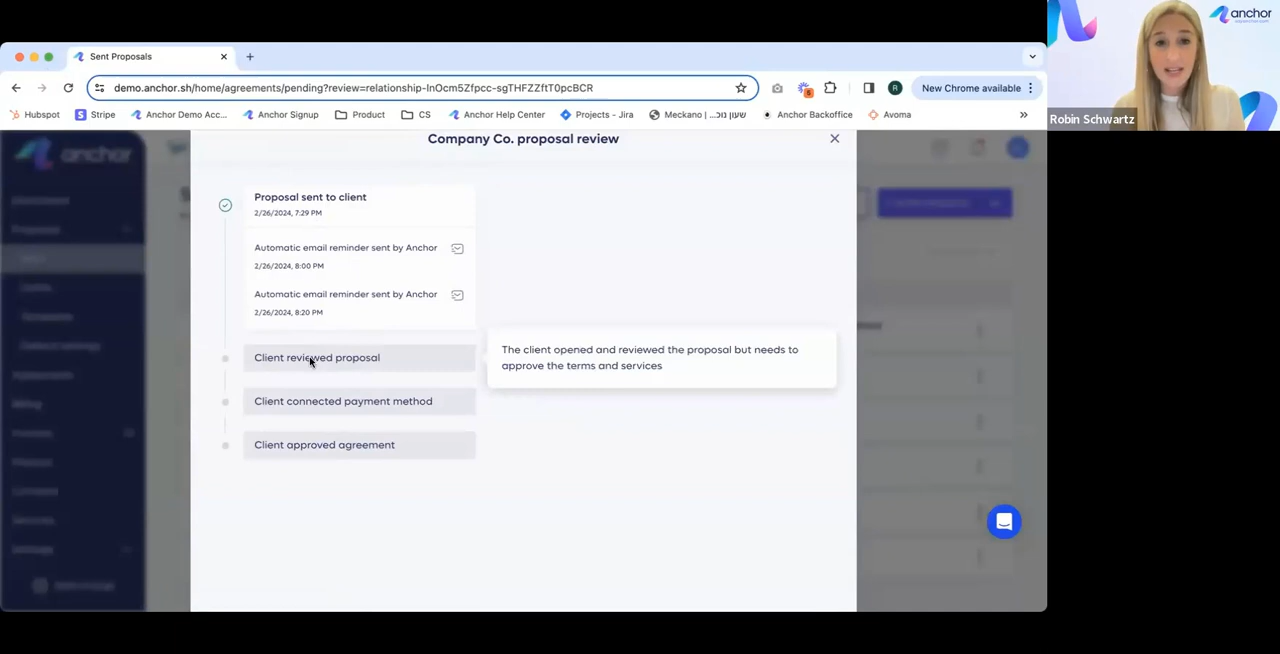 anchor
Sent Proposals
demo.anchor.sh/home/agreements/pending?review=relationship-InOcm5Zfpcc-sgTHFZZftT0pcBCR
6
R
New Chrome available
Hubspot
Stripe
Anchor Demo Acc...
Anchor Signup
Product
CS
Anchor Help Center
Projects - Jira
Meckano | ...שעון נוכ
Anchor Backoffice
Avoma
Robin Schwartz
anchor
Company Co. proposal review
Proposal sent to client
2/26/2024, 7:29 PM
Automatic email reminder sent by Anchor
2/26/2024, 8:00 PM
Automatic email reminder sent by Anchor
2/26/2024, 8:20 PM
Client reviewed proposal
The client opened and reviewed the proposal but needs to
approve the terms and services
Client connected payment method
Client approved agreement